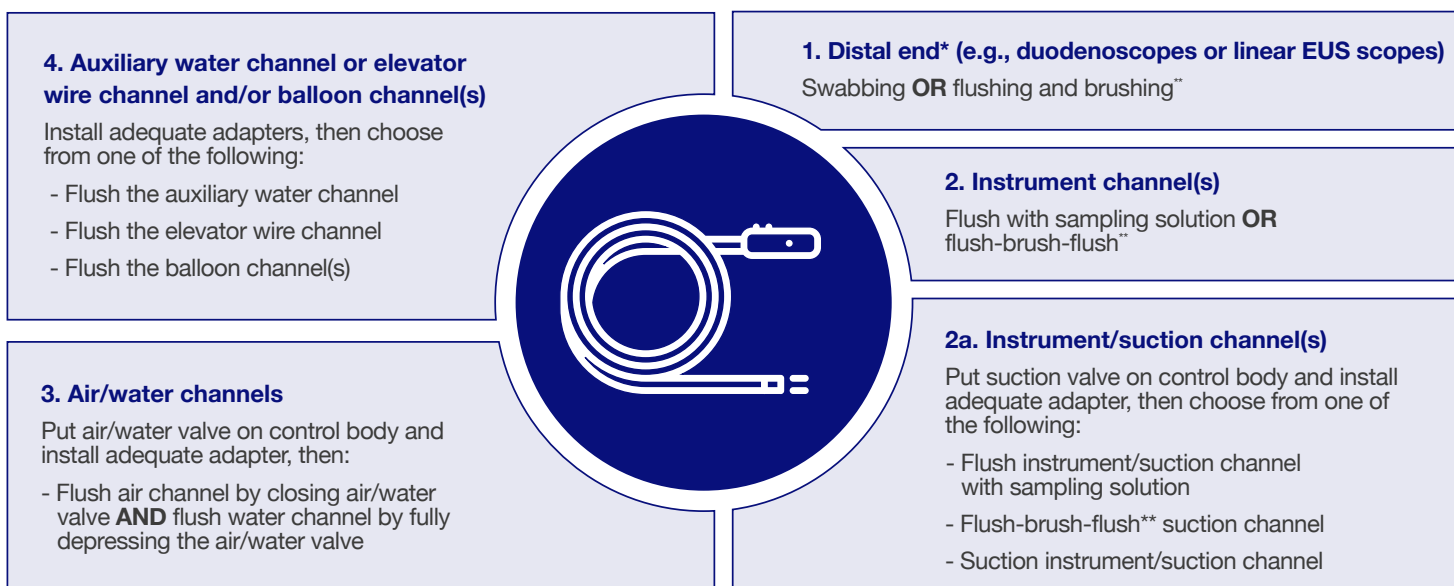 1. Distal end* (e.g., duodenoscopes or linear EUS scopes)
Swabbing OR flushing and brushing**
2. Instrument channel(s)
Flush with sampling solution OR
flush-brush-flush**
2a. Instrument/suction channel(s)
Put suction valve on control body and install
adequate adapter, then choose from one of
the following:
- Flush instrument/suction channel
with sampling solution
- Flush-brush-flush** suction channel
- Suction instrument/suction channel
3. Air/water channels
Put air/water valve on control body and
install adequate adapter, then:
- Flush air channel by closing air/water
valve AND flush water channel by fully
depressing the air/water valve
4. Auxiliary water channel or elevator
wire channel and/or balloon channel(s)
Install adequate adapters, then choose
from one of the following:
- Flush the auxiliary water channel
- Flush the elevator wire channel
- Flush the balloon channel(s)